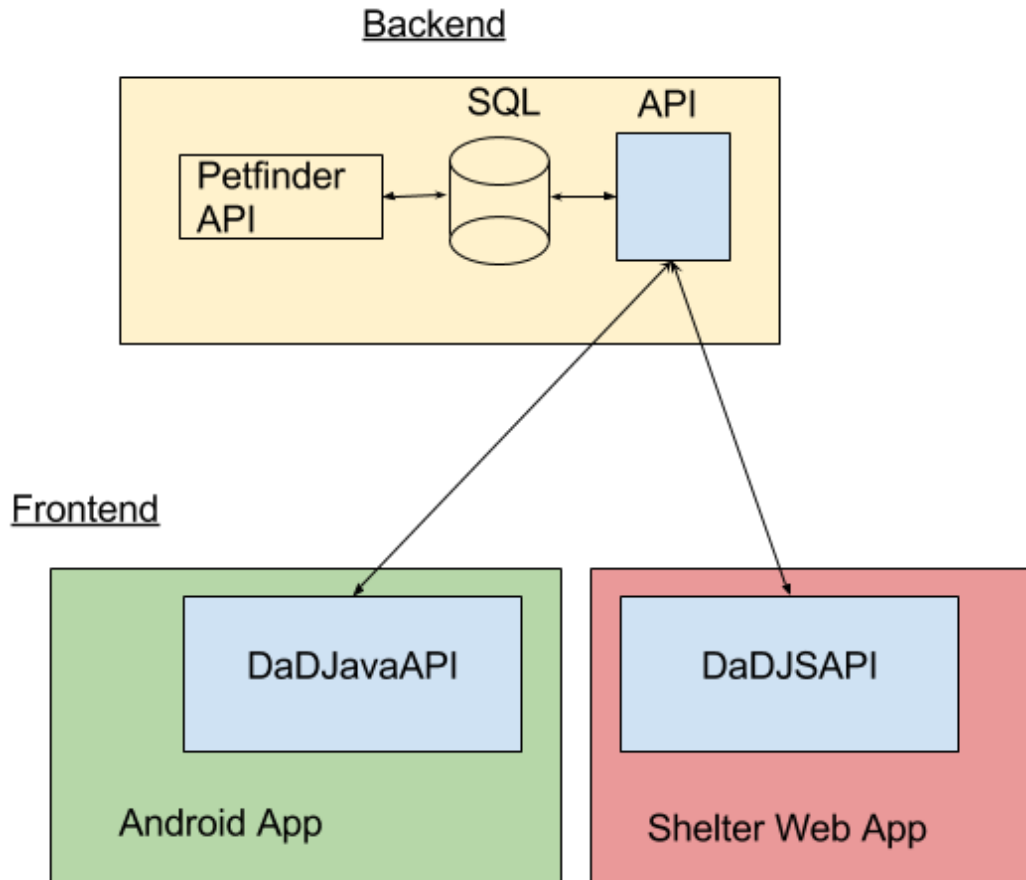 Backend
SQL
API
Petfinder
API
Frontend
DaDJavaAPI
DaDJSAPI
Android App
Shelter Web App